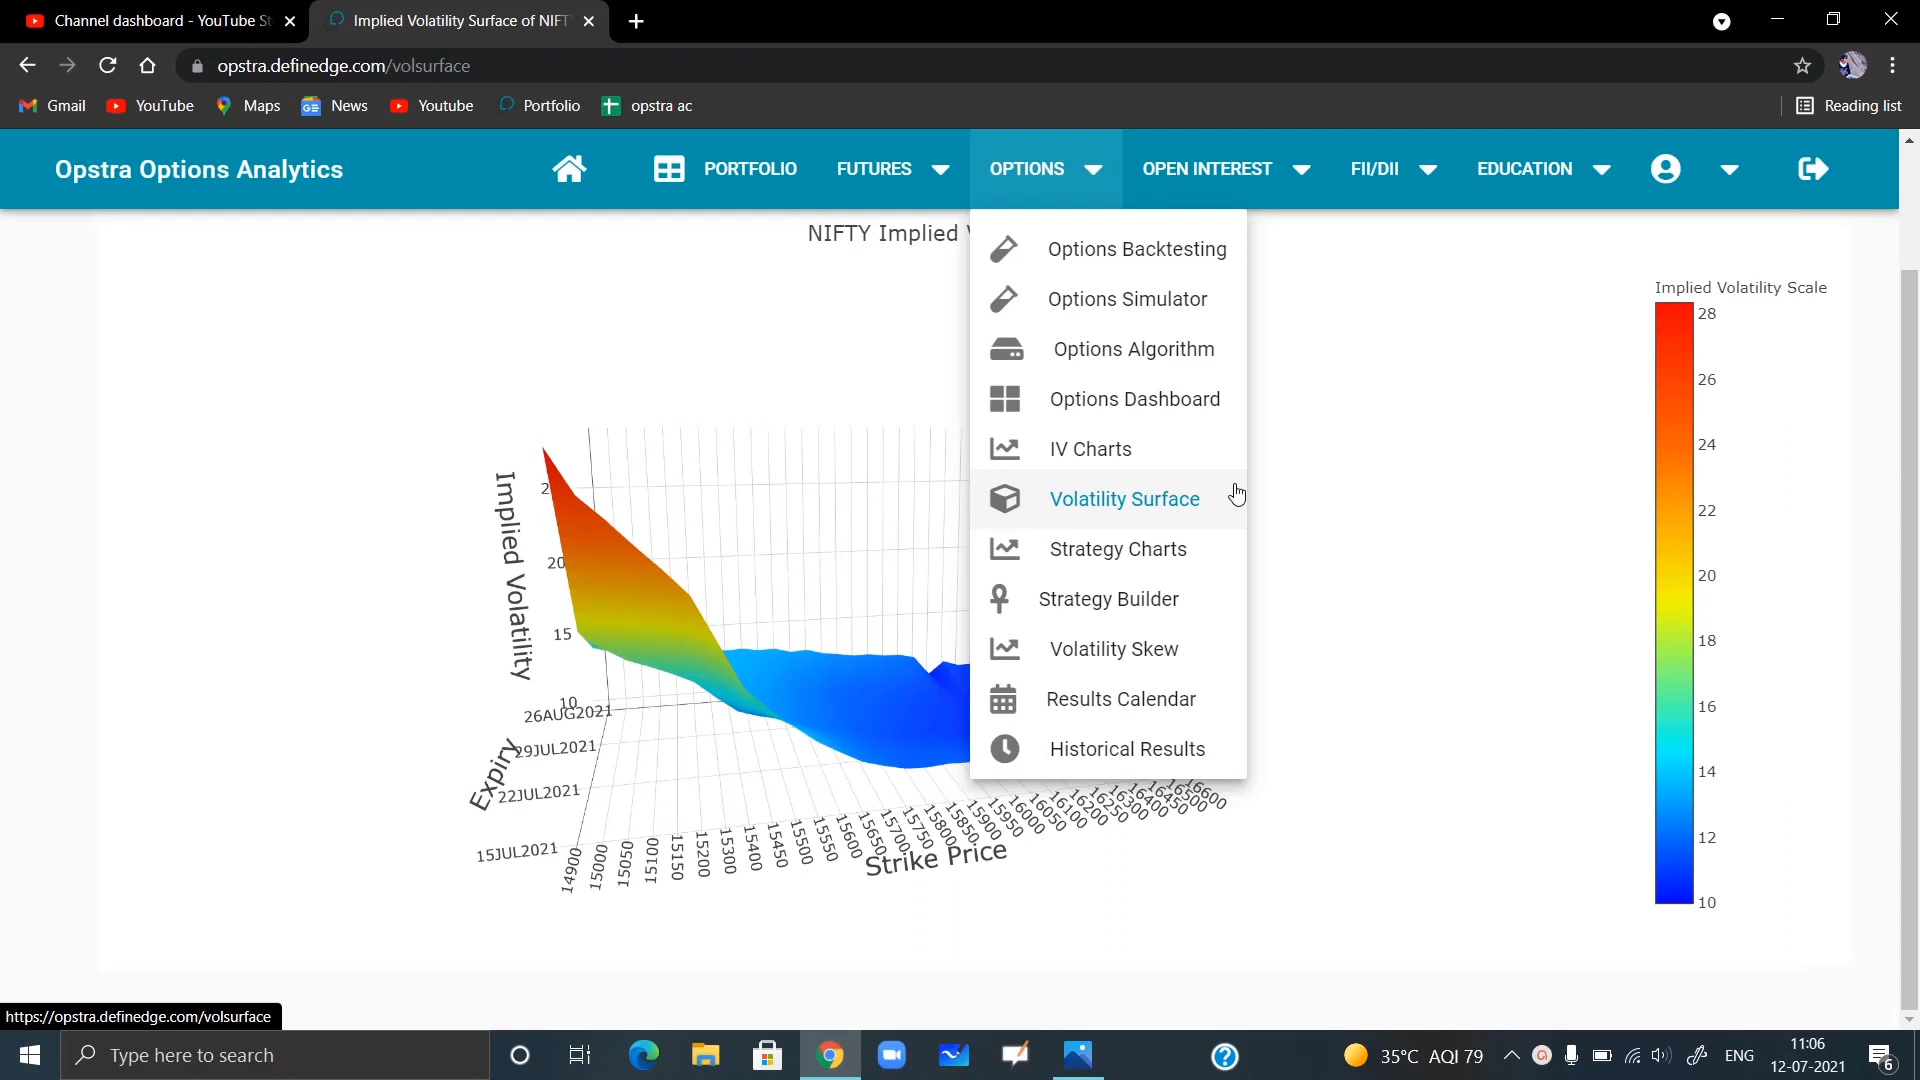 Channel dashboard - YouTube St
Implied Volatility Surface of NIFT
opstra.definedge.com/volsurface
Gmail
YouTube
Maps
News
Youtube
Portfolio
opstra ac
Reading list
Opstra Options Analytics
PORTFOLIO
FUTURES
OPTIONS
OPEN INTEREST
FII/DII
EDUCATION
NIFTY Implied
Options Backtesting
Options Simulator
Options Algorithm
Options Dashboard
IV Charts
Volatility Surface
Strategy Charts
Strategy Builder
Volatility Skew
Results Calendar
Historical Results
Implied Volatility Scale
28
26
24
22
20
18
16
14
12
10
Implied Volatility
2
20
15
10
Expiry
26AUG2021
29JUL2021
22JUL2021
15JUL2021
14900
15000
15050
15100
15150
15200
15300
15400
15450
15500
15550
15600
15650
15700
15750
15800
15850
15900
15950
16000
16050
16100
16200
16250
16300
16400
16450
16500
16600
Strike Price
https://opstra.definedge.com/volsurface
Type here to search
35°C AQI 79
ENG
11:06
12-07-2021
6